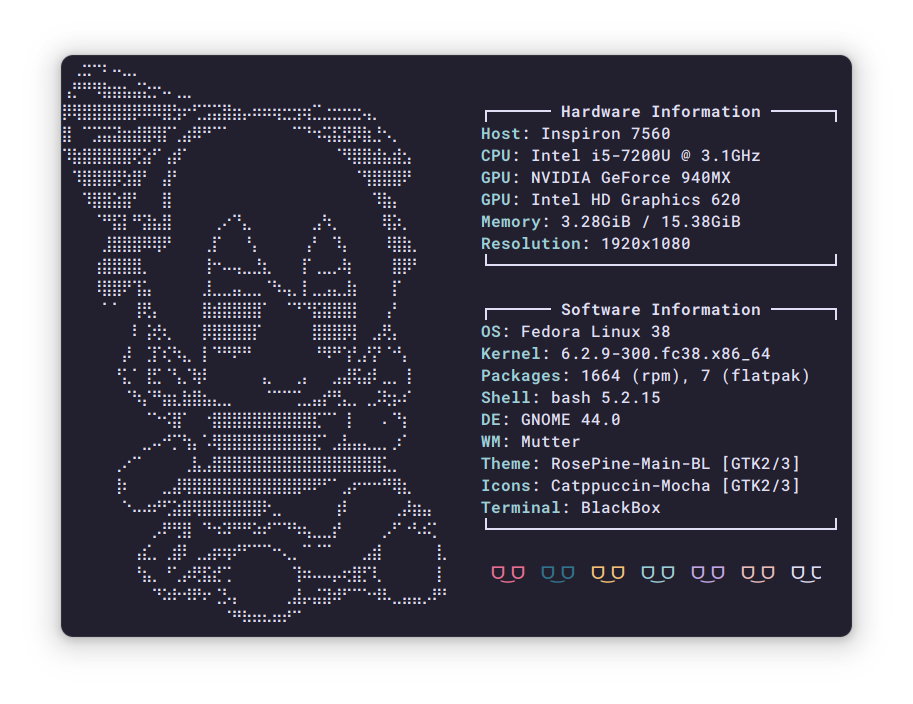 Hardware Information
Host: Inspiron 7560
CPU: Intel i5-7200U @ 3.1GHz
GPU: NVIDIA GeForce 940MX
GPU: Intel HD Graphics 620
Memory: 3.28GiB / 15.38GiB
Resolution: 1920x1080
Software Information
OS: Fedora Linux 38
Kernel: 6.2.9-300.fc38.x86_64
Packages: 1664 (rpm), 7 (flatpak)
Shell: bash 5.2.15
DE: GNOME 44.0
WM: Mutter
Theme: RosePine-Main-BL [GTK2/3]
Icons: Catppuccin-Mocha [GTK2/3]
Terminal: BlackBox